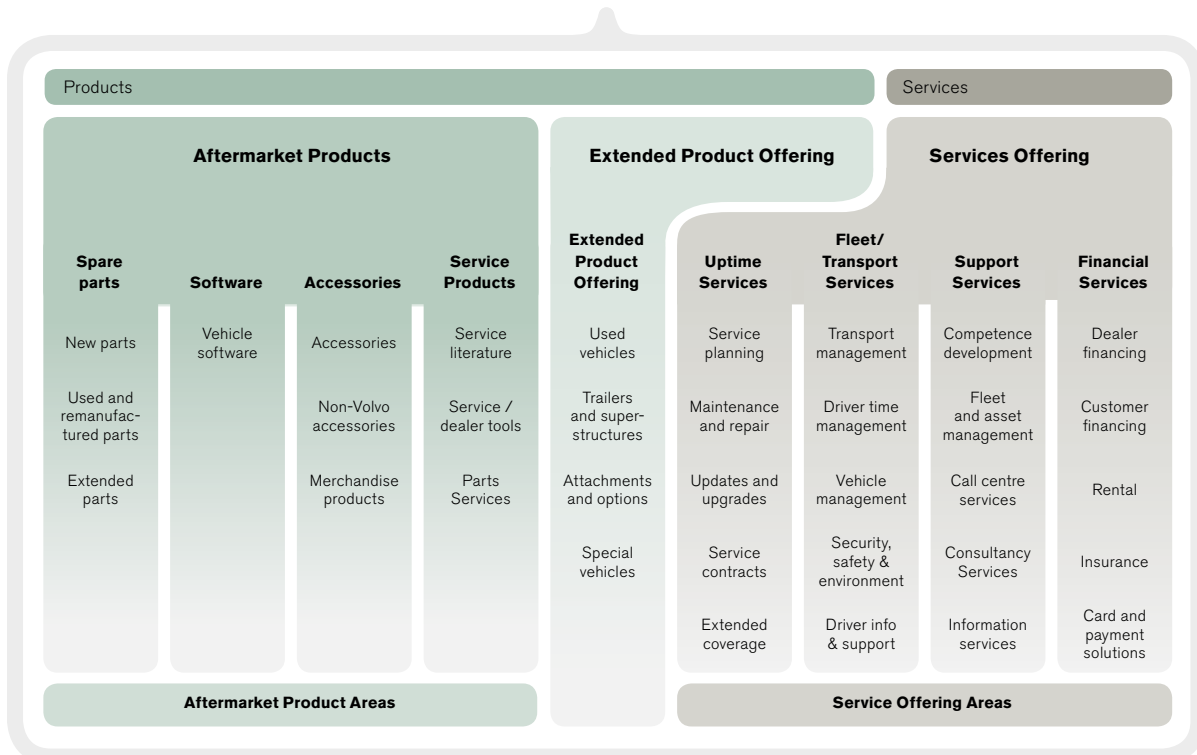 Products
Services
Aftermarket Products
Extended Product Offering
Services Offering
Spare
parts
Software
Accessories
Service
Products
Extended
Product
Offering
Uptime
Services
Fleet/
Transport
Services
Support
Services
Financial
Services
New parts
Used and
remanufac-
tured parts
Extended
parts
Vehicle
software
Accessories
Non-Volvo
accessories
Merchandise
products
Service
literature
Service /
dealer tools
Parts
Services
Used
vehicles
Trailers
and super-
structures
Attachments
and options
Special
vehicles
Service
planning
Maintenance
and repair
Updates and
upgrades
Service
contracts
Extended
coverage
Transport
management
Driver time
management
Vehicle
management
Security,
safety &
environment
Driver info
& support
Competence
development
Fleet
and asset
management
Call centre
services
Consultancy
Services
Information
services
Dealer
financing
Customer
financing
Rental
Insurance
Card and
payment
solutions
Aftermarket Product Areas
Service Offering Areas